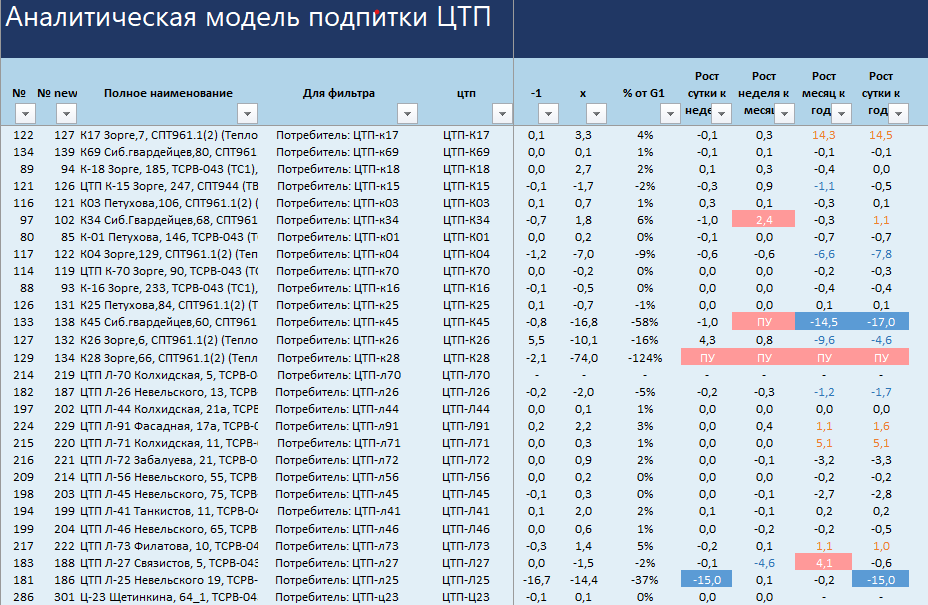 Аналитическая модель подпитки ЦТП
№ № new Полное наименование Для фильтра цтп -1 x % от G1 Рост сутки к неде Рост неделя к месяц Рост месяц к год Рост сутки к год
122 127 К17 Зорге,7, СПТ961.1(2) (Тепло Потребитель: ЦТП-к17 ЦТП-К17 0,1 3,3 4% -0,1 0,3 14,3 14,5
134 139 К69 Сиб.гвардейцев,80, СПТ961 Потребитель: ЦТП-к69 ЦТП-К69 0,0 0,1 1% -0,1 0,1 -0,1 -0,1
89 94 К-18 Зорге, 185, ТСРВ-043 (ТС1), Потребитель: ЦТП-к18 ЦТП-К18 0,0 2,7 2% 0,1 0,3 -0,4 0,0
121 126 ЦТП К-15 Зорге, 247, СПТ944 (ТВ Потребитель: ЦТП-к15 ЦТП-К15 -0,1 -1,7 -2% -0,3 0,9 -1,1 -0,5
116 121 К03 Петухова,106, СПТ961.1(2) ( Потребитель: ЦТП-к03 ЦТП-К03 0,1 0,7 1% 0,3 0,1 -0,3 0,1
97 102 К34 Сиб.Гвардейцев,68, СПТ961 Потребитель: ЦТП-к34 ЦТП-К34 -0,7 1,8 6% -1,0 2,4 -0,3 1,1
80 85 К-01 Петухова, 146, ТСРВ-043 (Т Потребитель: ЦТП-к01 ЦТП-К01 0,0 0,2 0% -0,1 0,0 -0,7 -0,7
117 122 К04 Зорге,129, СПТ961.1(2) (Теп Потребитель: ЦТП-к04 ЦТП-К04 -1,2 -7,0 -9% -0,6 -0,6 -6,6 -7,8
114 119 ЦТП К-70 Зорге, 90, ТСРВ-043 (ТС Потребитель: ЦТП-к70 ЦТП-К70 0,0 -0,2 0% 0,0 0,0 -0,2 -0,3
88 93 К-16 Зорге, 233, ТСРВ-043 (ТС1), Потребитель: ЦТП-к16 ЦТП-К16 -0,1 -0,5 0% 0,0 0,0 -0,4 -0,4
126 131 К25 Петухова,84, СПТ961.1(2) (Т Потребитель: ЦТП-к25 ЦТП-К25 0,1 -0,7 -1% 0,0 0,0 0,1 0,1
133 138 К45 Сиб.гвардейцев,60, СПТ961 Потребитель: ЦТП-к45 ЦТП-К45 -0,8 -16,8 -58% -1,0 ПУ -14,5 -17,0
127 132 К26 Зорге,6, СПТ961.1(2) (Тепло Потребитель: ЦТП-к26 ЦТП-К26 5,5 -10,1 -16% 4,3 0,8 -9,6 -4,6
129 134 К28 Зорге,66, СПТ961.1(2) (Тепл Потребитель: ЦТП-к28 ЦТП-К28 -2,1 -74,0 -124% ПУ ПУ ПУ ПУ
214 219 ЦТП Л-70 Колхидская, 5, ТСРВ-0 Потребитель: ЦТП-л70 ЦТП-Л70 - - - - - - -
182 187 ЦТП Л-26 Невельского, 13, ТСРВ Потребитель: ЦТП-л26 ЦТП-Л26 -0,2 -2,0 -5% -0,2 -0,3 -1,2 -1,7
197 202 ЦТП Л-44 Колхидская, 21а, ТСРВ Потребитель: ЦТП-л44 ЦТП-Л44 0,0 0,1 1% 0,0 0,0 0,0 0,0
224 229 ЦТП Л-91 Фасадная, 17а, ТСРВ-0 Потребитель: ЦТП-л91 ЦТП-Л91 0,2 2,2 3% 0,0 0,4 1,1 1,6
215 220 ЦТП Л-71 Колхидская, 11, ТСРВ- Потребитель: ЦТП-л71 ЦТП-Л71 0,0 0,3 1% 0,0 0,0 5,1 5,1
216 221 ЦТП Л-72 Забалуева, 21, ТСРВ-0 Потребитель: ЦТП-л72 ЦТП-Л72 0,0 0,9 2% 0,0 -0,1 -3,2 -3,3
209 214 ЦТП Л-56 Невельского, 55, ТСРВ Потребитель: ЦТП-л56 ЦТП-Л56 0,0 0,2 0% 0,0 0,0 -0,2 -0,2
198 203 ЦТП Л-45 Невельского, 75, ТСРВ Потребитель: ЦТП-л45 ЦТП-Л45 -0,1 0,3 0% 0,0 -0,1 -2,7 -2,8
194 199 ЦТП Л-41 Танкистов, 11, ТСРВ-04 Потребитель: ЦТП-л41 ЦТП-Л41 0,1 2,0 2% 0,1 -0,1 0,2 0,2
199 204 ЦТП Л-46 Невельского, 65, ТСРВ Потребитель: ЦТП-л46 ЦТП-Л46 0,0 0,6 1% 0,0 -0,2 -0,2 -0,5
217 222 ЦТП Л-73 Филатова, 10, ТСРВ-04 Потребитель: ЦТП-л73 ЦТП-Л73 -0,3 1,4 5% -0,2 0,1 1,1 1,0
183 188 ЦТП Л-27 Связистов, 5, ТСРВ-043 Потребитель: ЦТП-л27 ЦТП-Л27 0,0 -1,5 -2% -0,1 -4,6 4,1 -0,6
181 186 ЦТП Л-25 Невельского 19, ТСРВ- Потребитель: ЦТП-л25 ЦТП-Л25 -16,7 -14,4 -37% -15,0 0,1 -0,2 -15,0
286 301 Ц-23 Щетинкина, 64_1, ТСРВ-04 Потребитель: ЦТП-ц23 ЦТП-Ц23 -0,1 0,1 0% 0,0 0,0 - -